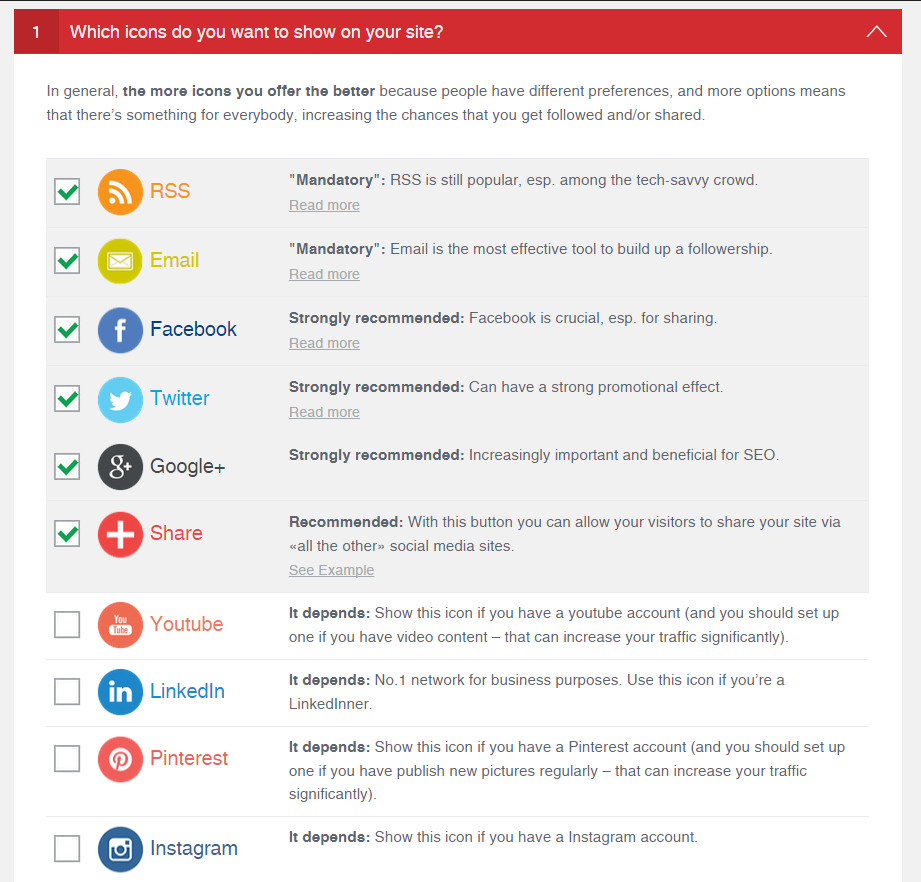 1 Which icons do you want to show on your site?
In general, the more icons you offer the better because people have different preferences, and more options means
that there's something for everybody, increasing the chances that you get followed and/or shared.
RSS
"Mandatory": RSS is still popular, esp. among the tech-savvy crowd.
Read more
Email
"Mandatory": Email is the most effective tool to build up a followership.
Read more
f
Facebook
Strongly recommended: Facebook is crucial, esp. for sharing.
Read more
Twitter
Strongly recommended: Can have a strong promotional effect.
Read more
g+
Google+
Strongly recommended: Increasingly important and beneficial for SEO.
Share
Recommended: With this button you can allow your visitors to share your site via
«all the other» social media sites.
See Example
You
Tube
Youtube
It depends: Show this icon if you have a youtube account (and you should set up
one if you have video content – that can increase your traffic significantly).
in
LinkedIn
It depends: No.1 network for business purposes. Use this icon if you're a
LinkedInner.
Pinterest
It depends: Show this icon if you have a Pinterest account (and you should set up
one if you have publish new pictures regularly – that can increase your traffic
significantly).
Instagram
It depends: Show this icon if you have a Instagram account.